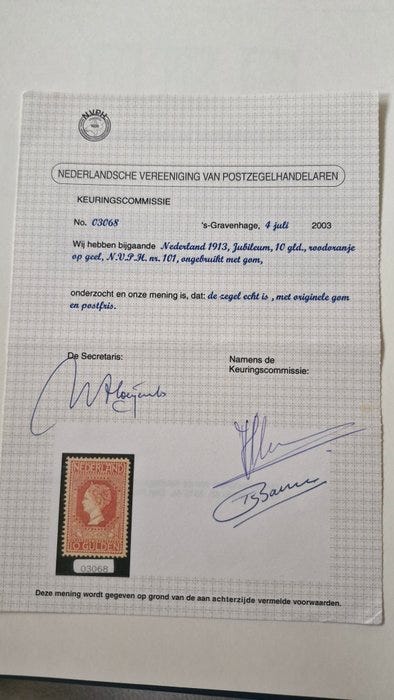 N.V.P.H.
NEDERLANDSCHE VEREENIGING VAN POSTZEGELHANDELAREN
KEURINGSCOMMISSIE
No. 03068 's-Gravenhage, 4 juli 2003
Wij hebben bijgaande Nederland 1913, Jubileum, 10 gld., roodoranje
op geel, N.V.P.H. nr. 101, ongebruikt met gom,
onderzocht en onze mening is, dat: de zegel echt is , met originele gom
en postfris.
De Secretaris: Namens de
Keuringscommissie:
NEDERLAND
10 GULDEN
03068
Deze mening wordt gegeven op grond van de aan achterzijde vermelde voorwaarden.